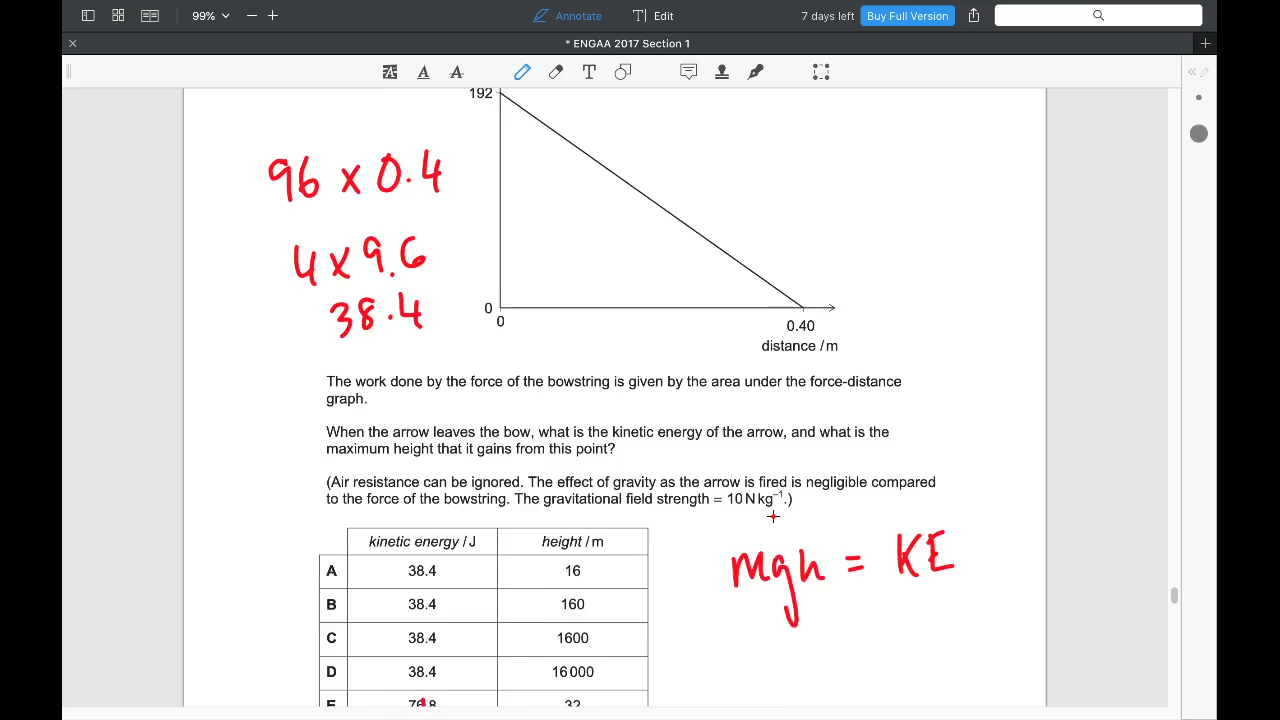 99%
Annotate
Edit
7 days left
Buy Full Version
* ENGAA 2017 Section 1
192
96 x 0.4
4 x 9.6
38.4
0
0
0.40
distance / m
The work done by the force of the bowstring is given by the area under the force-distance
graph.
When the arrow leaves the bow, what is the kinetic energy of the arrow, and what is the
maximum height that it gains from this point?
(Air resistance can be ignored. The effect of gravity as the arrow is fired is negligible compared
to the force of the bowstring. The gravitational field strength = 10 N kg⁻¹.)
mgh = KE
kinetic energy / J height / m
A 38.4 16
B 38.4 160
C 38.4 1600
D 38.4 16 000
E 76.8 32